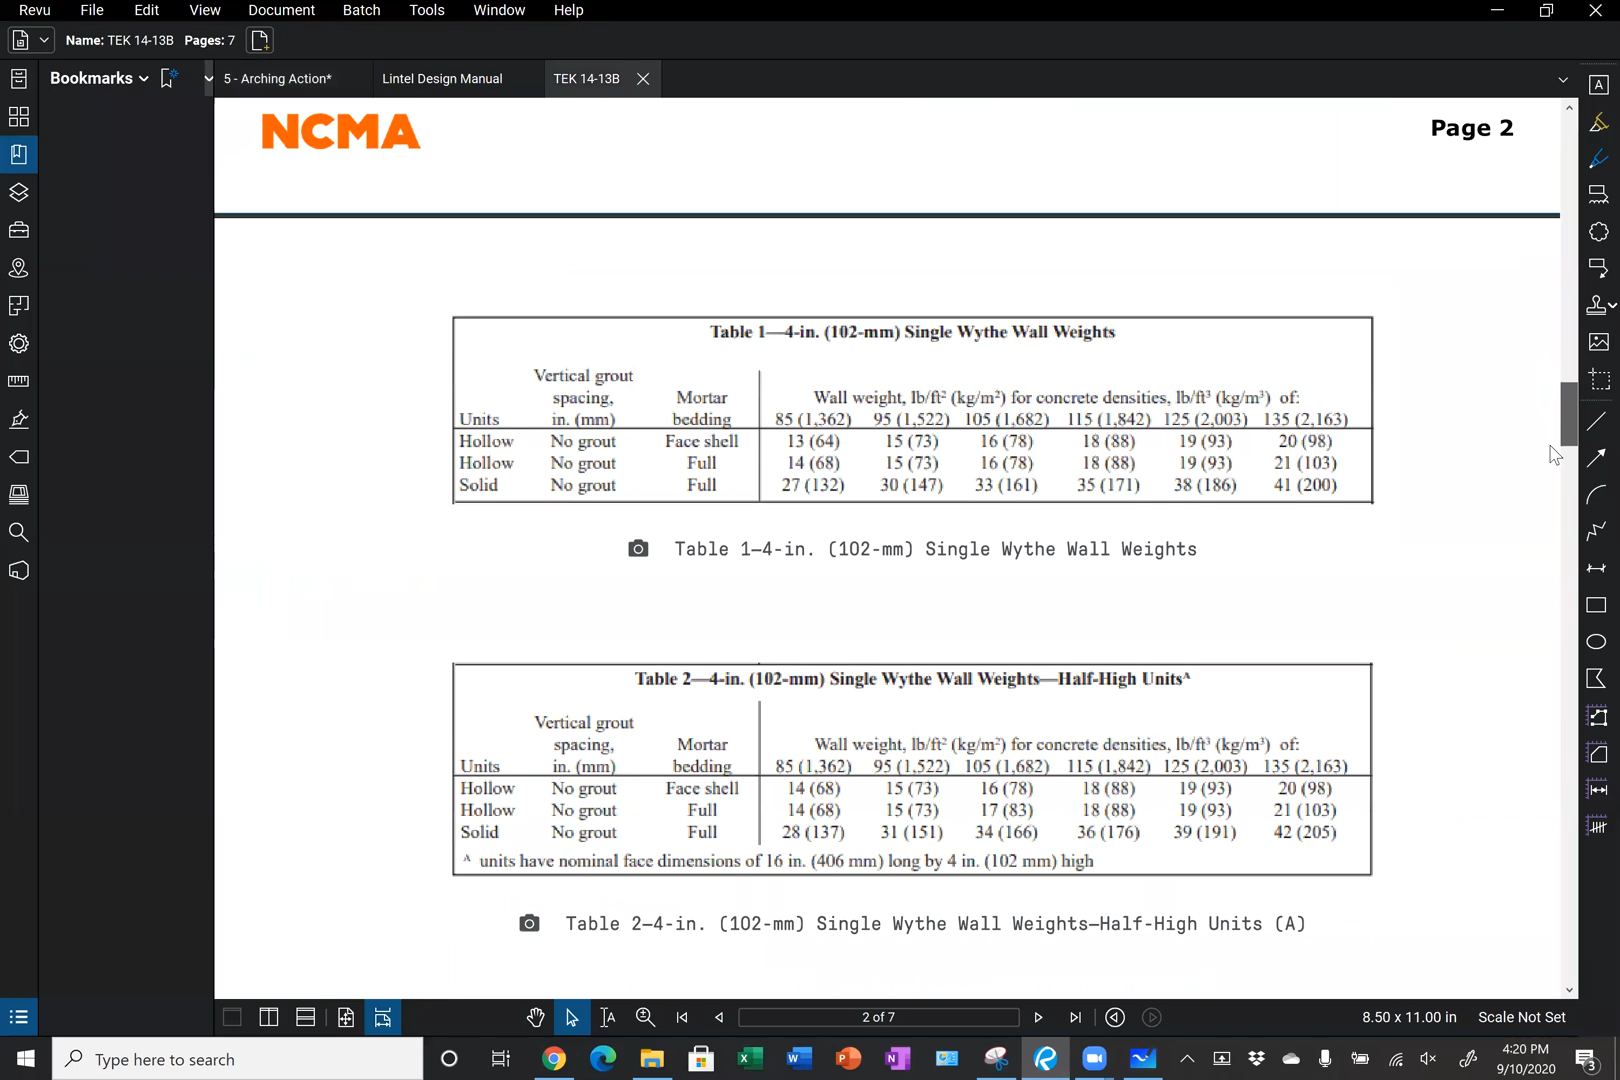 Revu File Edit View Document Batch Tools Window Help
Name: TEK 14-13B Pages: 7
Bookmarks
5 - Arching Action* Lintel Design Manual TEK 14-13B
NCMA
Page 2
Table 1—4-in. (102-mm) Single Wythe Wall Weights
Vertical grout
spacing, Mortar Wall weight, lb/ft² (kg/m²) for concrete densities, lb/ft³ (kg/m³) of:
Units in. (mm) bedding 85 (1,362) 95 (1,522) 105 (1,682) 115 (1,842) 125 (2,003) 135 (2,163)
Hollow No grout Face shell 13 (64) 15 (73) 16 (78) 18 (88) 19 (93) 20 (98)
Hollow No grout Full 14 (68) 15 (73) 16 (78) 18 (88) 19 (93) 21 (103)
Solid No grout Full 27 (132) 30 (147) 33 (161) 35 (171) 38 (186) 41 (200)
Table 1—4-in. (102-mm) Single Wythe Wall Weights
Table 2—4-in. (102-mm) Single Wythe Wall Weights—Half-High Unitsᴬ
Vertical grout
spacing, Mortar Wall weight, lb/ft² (kg/m²) for concrete densities, lb/ft³ (kg/m³) of:
Units in. (mm) bedding 85 (1,362) 95 (1,522) 105 (1,682) 115 (1,842) 125 (2,003) 135 (2,163)
Hollow No grout Face shell 14 (68) 15 (73) 16 (78) 18 (88) 19 (93) 20 (98)
Hollow No grout Full 14 (68) 15 (73) 17 (83) 18 (88) 19 (93) 21 (103)
Solid No grout Full 28 (137) 31 (151) 34 (166) 36 (176) 39 (191) 42 (205)
ᴬ units have nominal face dimensions of 16 in. (406 mm) long by 4 in. (102 mm) high
Table 2—4-in. (102-mm) Single Wythe Wall Weights—Half-High Units (A)
2 of 7
8.50 x 11.00 in Scale Not Set
Type here to search
4:20 PM
9/10/2020
3